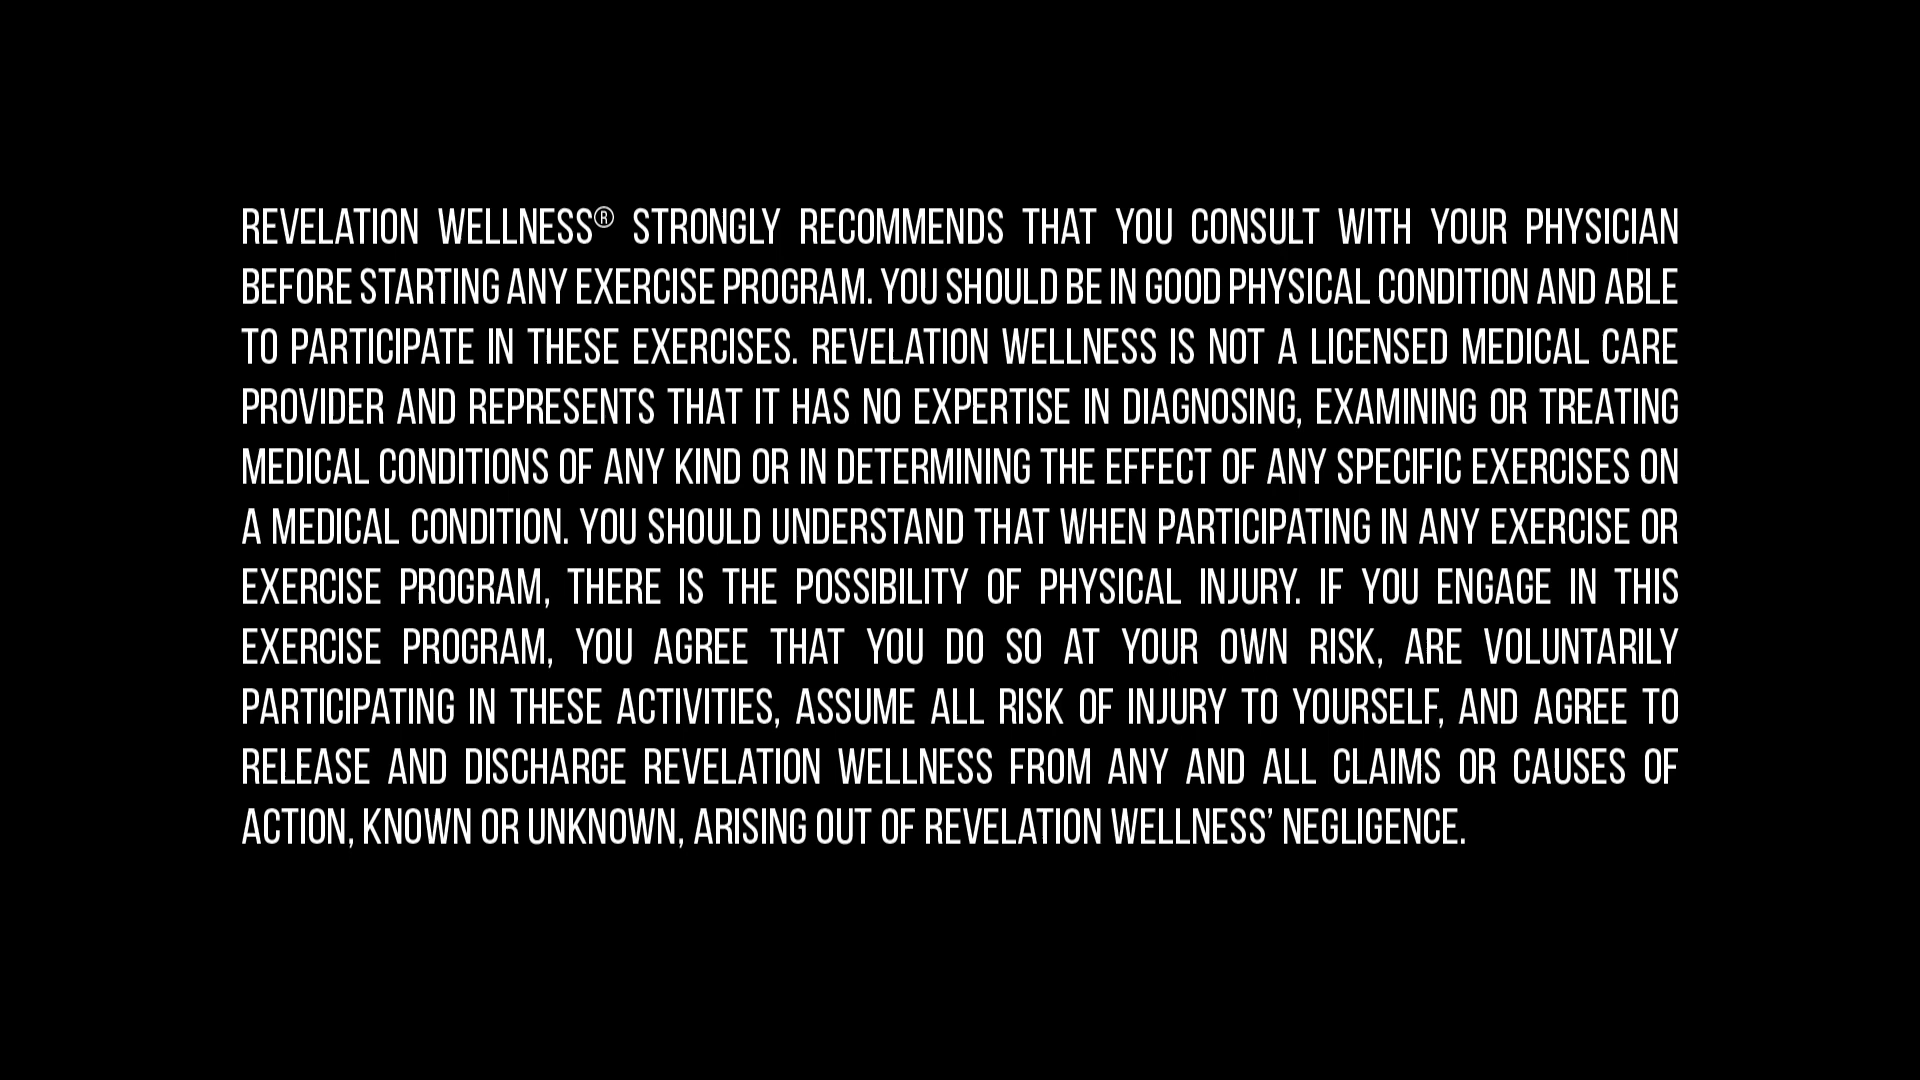 REVELATION WELLNESS® STRONGLY RECOMMENDS THAT YOU CONSULT WITH YOUR PHYSICIAN
BEFORE STARTING ANY EXERCISE PROGRAM. YOU SHOULD BE IN GOOD PHYSICAL CONDITION AND ABLE
TO PARTICIPATE IN THESE EXERCISES. REVELATION WELLNESS IS NOT A LICENSED MEDICAL CARE
PROVIDER AND REPRESENTS THAT IT HAS NO EXPERTISE IN DIAGNOSING, EXAMINING OR TREATING
MEDICAL CONDITIONS OF ANY KIND OR IN DETERMINING THE EFFECT OF ANY SPECIFIC EXERCISES ON
A MEDICAL CONDITION. YOU SHOULD UNDERSTAND THAT WHEN PARTICIPATING IN ANY EXERCISE OR
EXERCISE PROGRAM, THERE IS THE POSSIBILITY OF PHYSICAL INJURY. IF YOU ENGAGE IN THIS
EXERCISE PROGRAM, YOU AGREE THAT YOU DO SO AT YOUR OWN RISK, ARE VOLUNTARILY
PARTICIPATING IN THESE ACTIVITIES, ASSUME ALL RISK OF INJURY TO YOURSELF, AND AGREE TO
RELEASE AND DISCHARGE REVELATION WELLNESS FROM ANY AND ALL CLAIMS OR CAUSES OF
ACTION, KNOWN OR UNKNOWN, ARISING OUT OF REVELATION WELLNESS’ NEGLIGENCE.